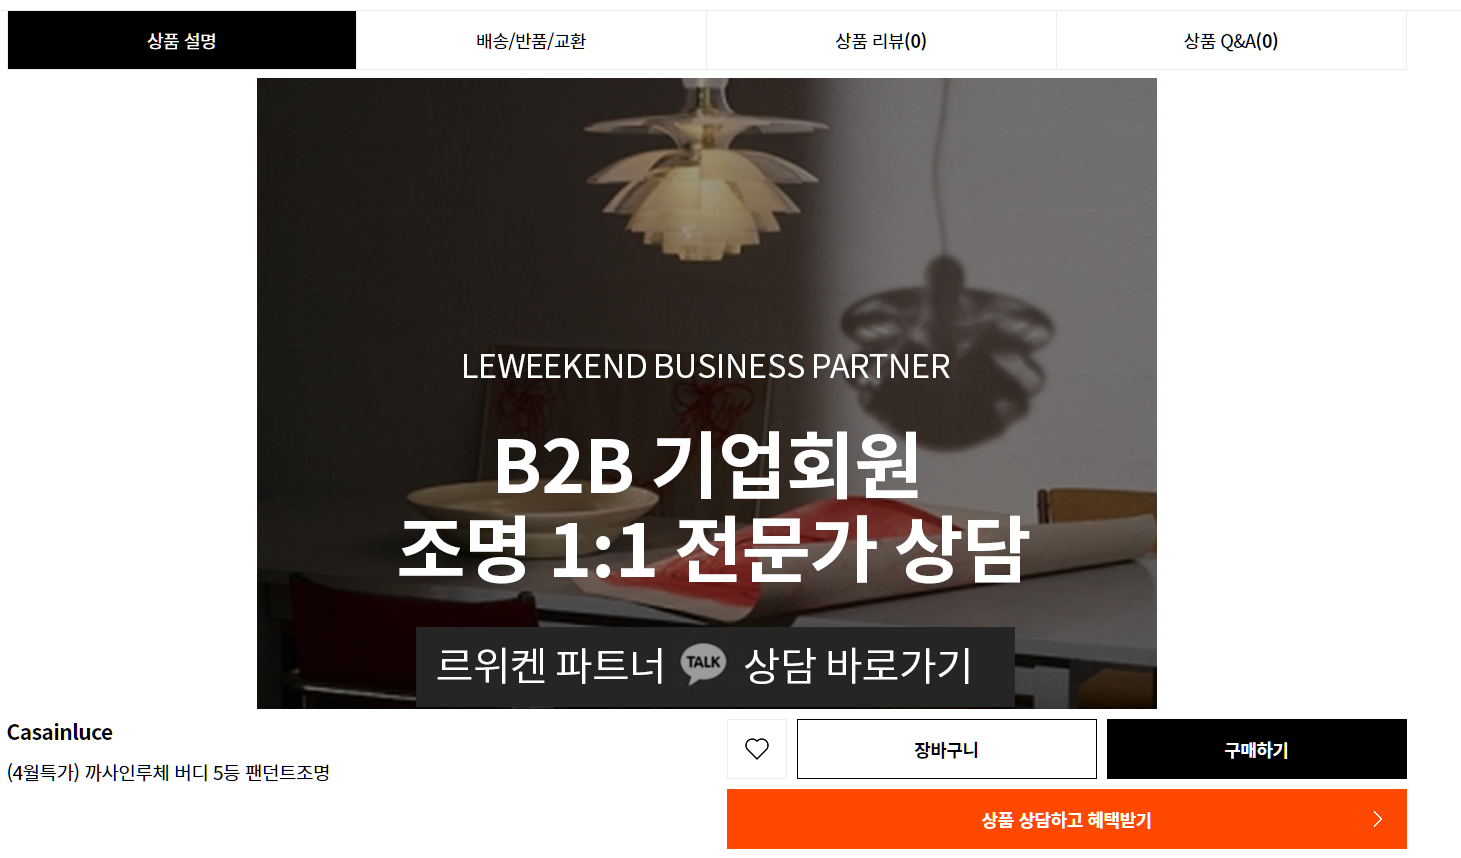 상품 설명
배송/반품/교환
상품 리뷰(0)
상품 Q&A(0)
LEWEEKEND BUSINESS PARTNER
B2B 기업회원
조명 1:1 전문가 상담
르위켄 파트너 TALK 상담 바로가기
Casainluce
(4월특가) 까사인루체 버디 5등 팬던트조명
장바구니
구매하기
상품 상담하고 혜택받기